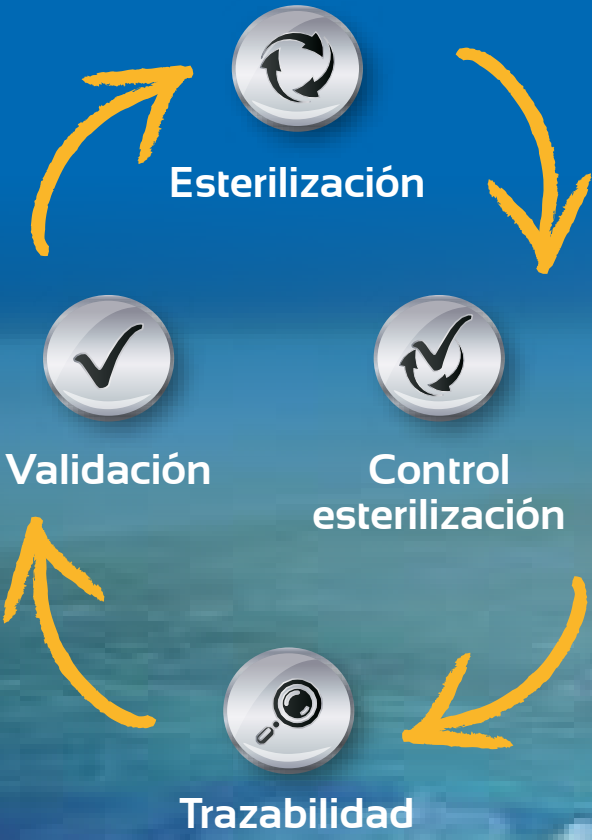 Esterilización
Validación
Control
esterilización
Trazabilidad